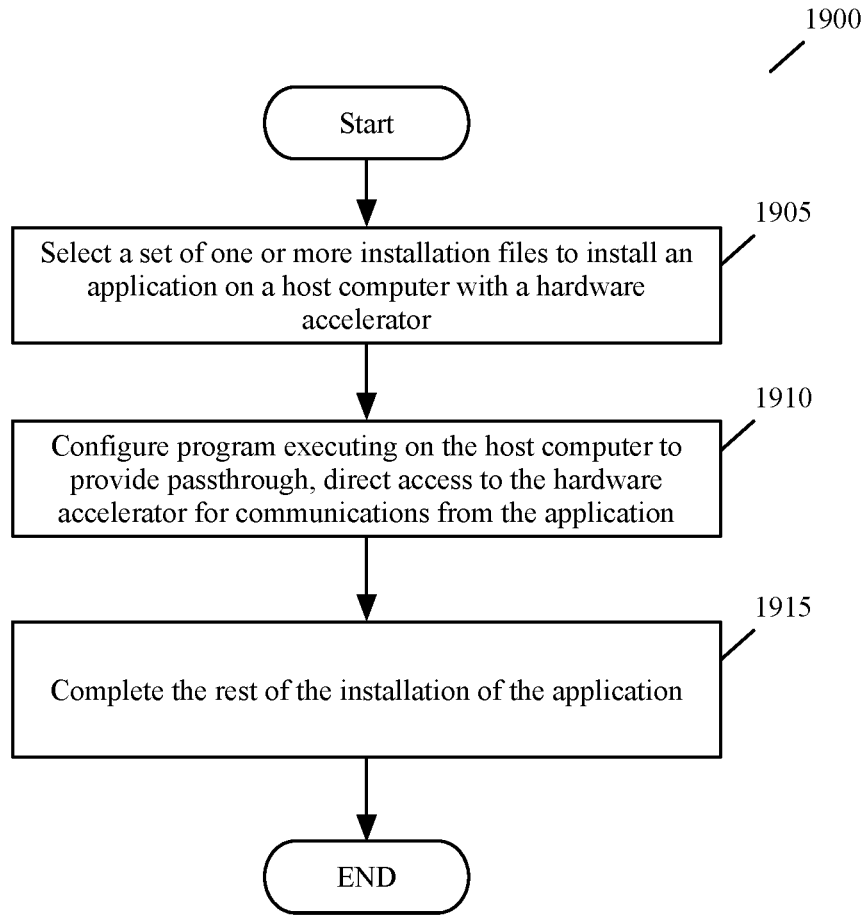 1900
Start
1905
Select a set of one or more installation files to install an
application on a host computer with a hardware
accelerator
1910
Configure program executing on the host computer to
provide passthrough, direct access to the hardware
accelerator for communications from the application
1915
Complete the rest of the installation of the application
END